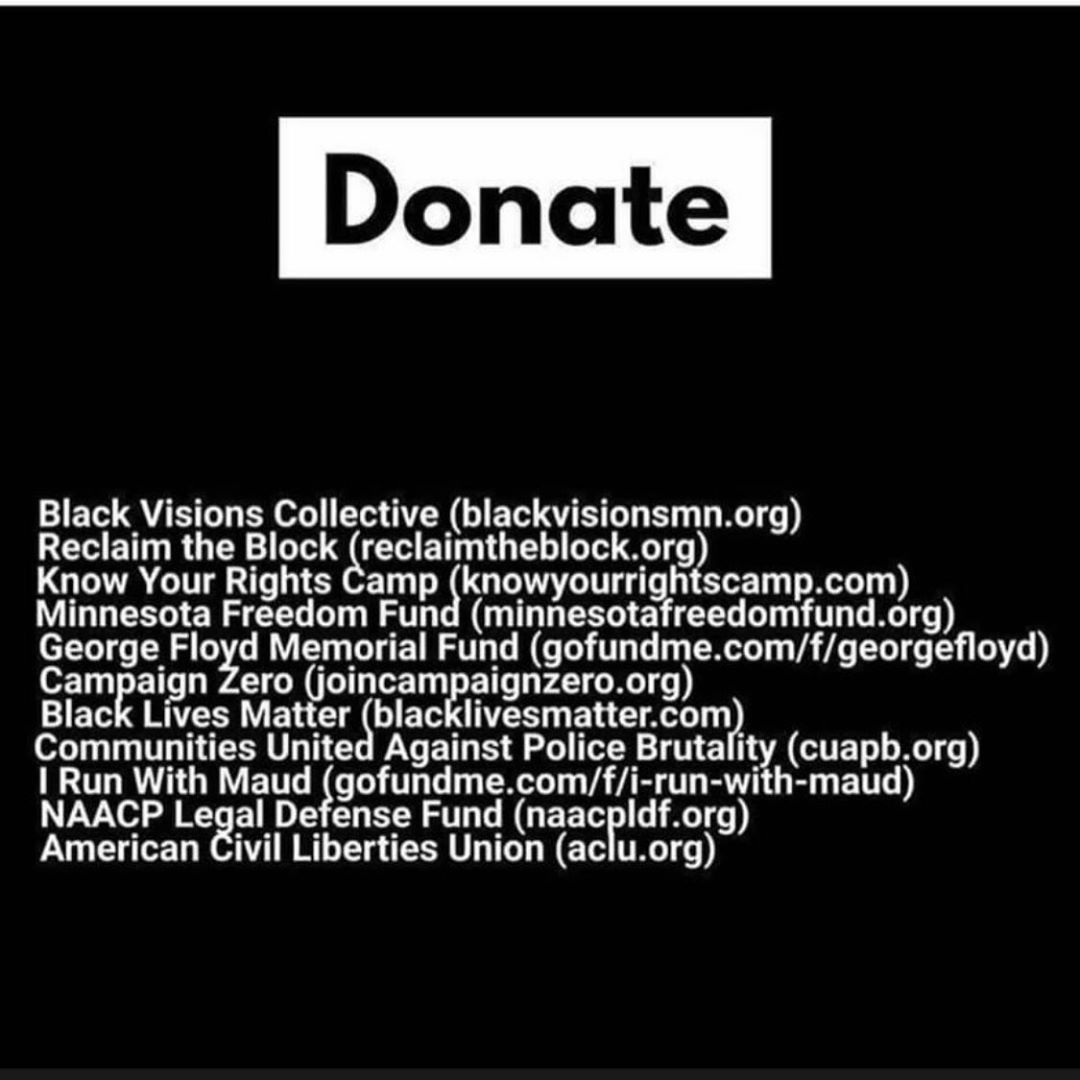 Donate
Black Visions Collective (blackvisionsmn.org)
Reclaim the Block (reclaimtheblock.org)
Know Your Rights Camp (knowyourrightscamp.com)
Minnesota Freedom Fund (minnesotafreedomfund.org)
George Floyd Memorial Fund (gofundme.com/f/georgefloyd)
Campaign Zero (joincampaignzero.org)
Black Lives Matter (blacklivesmatter.com)
Communities United Against Police Brutality (cuapb.org)
I Run With Maud (gofundme.com/f/i-run-with-maud)
NAACP Legal Defense Fund (naacpldf.org)
American Civil Liberties Union (aclu.org)